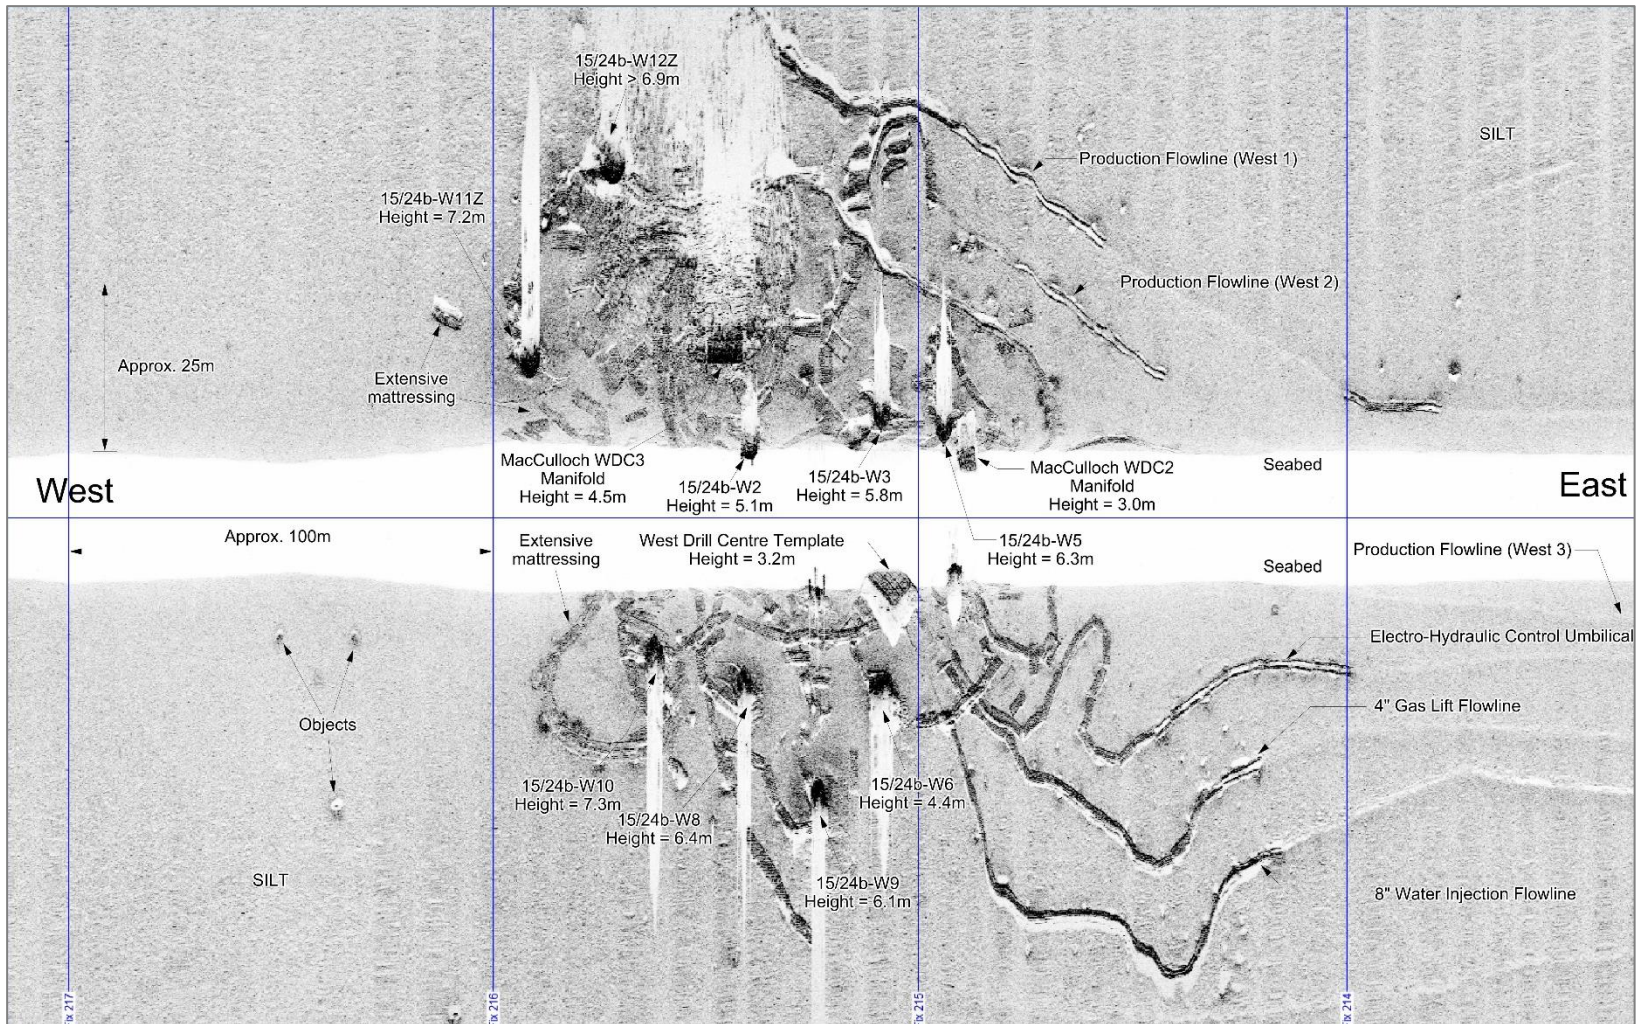 15/24b-W12Z
Height > 6.9m
SILT
Production Flowline (West 1)
15/24b-W11Z
Height = 7.2m
Production Flowline (West 2)
Approx. 25m
Extensive
mattressing
MacCulloch WDC3
Manifold
Height = 4.5m
15/24b-W2
Height = 5.1m
15/24b-W3
Height = 5.8m
MacCulloch WDC2
Manifold
Height = 3.0m
Seabed
West
East
Approx. 100m
Extensive
mattressing
West Drill Centre Template
Height = 3.2m
15/24b-W5
Height = 6.3m
Seabed
Production Flowline (West 3)
Electro-Hydraulic Control Umbilical
Objects
4" Gas Lift Flowline
15/24b-W10
Height = 7.3m
15/24b-W8
Height = 6.4m
15/24b-W6
Height = 4.4m
SILT
15/24b-W9
Height = 6.1m
8" Water Injection Flowline
Fix 217
Fix 216
Fix 215
Fix 214